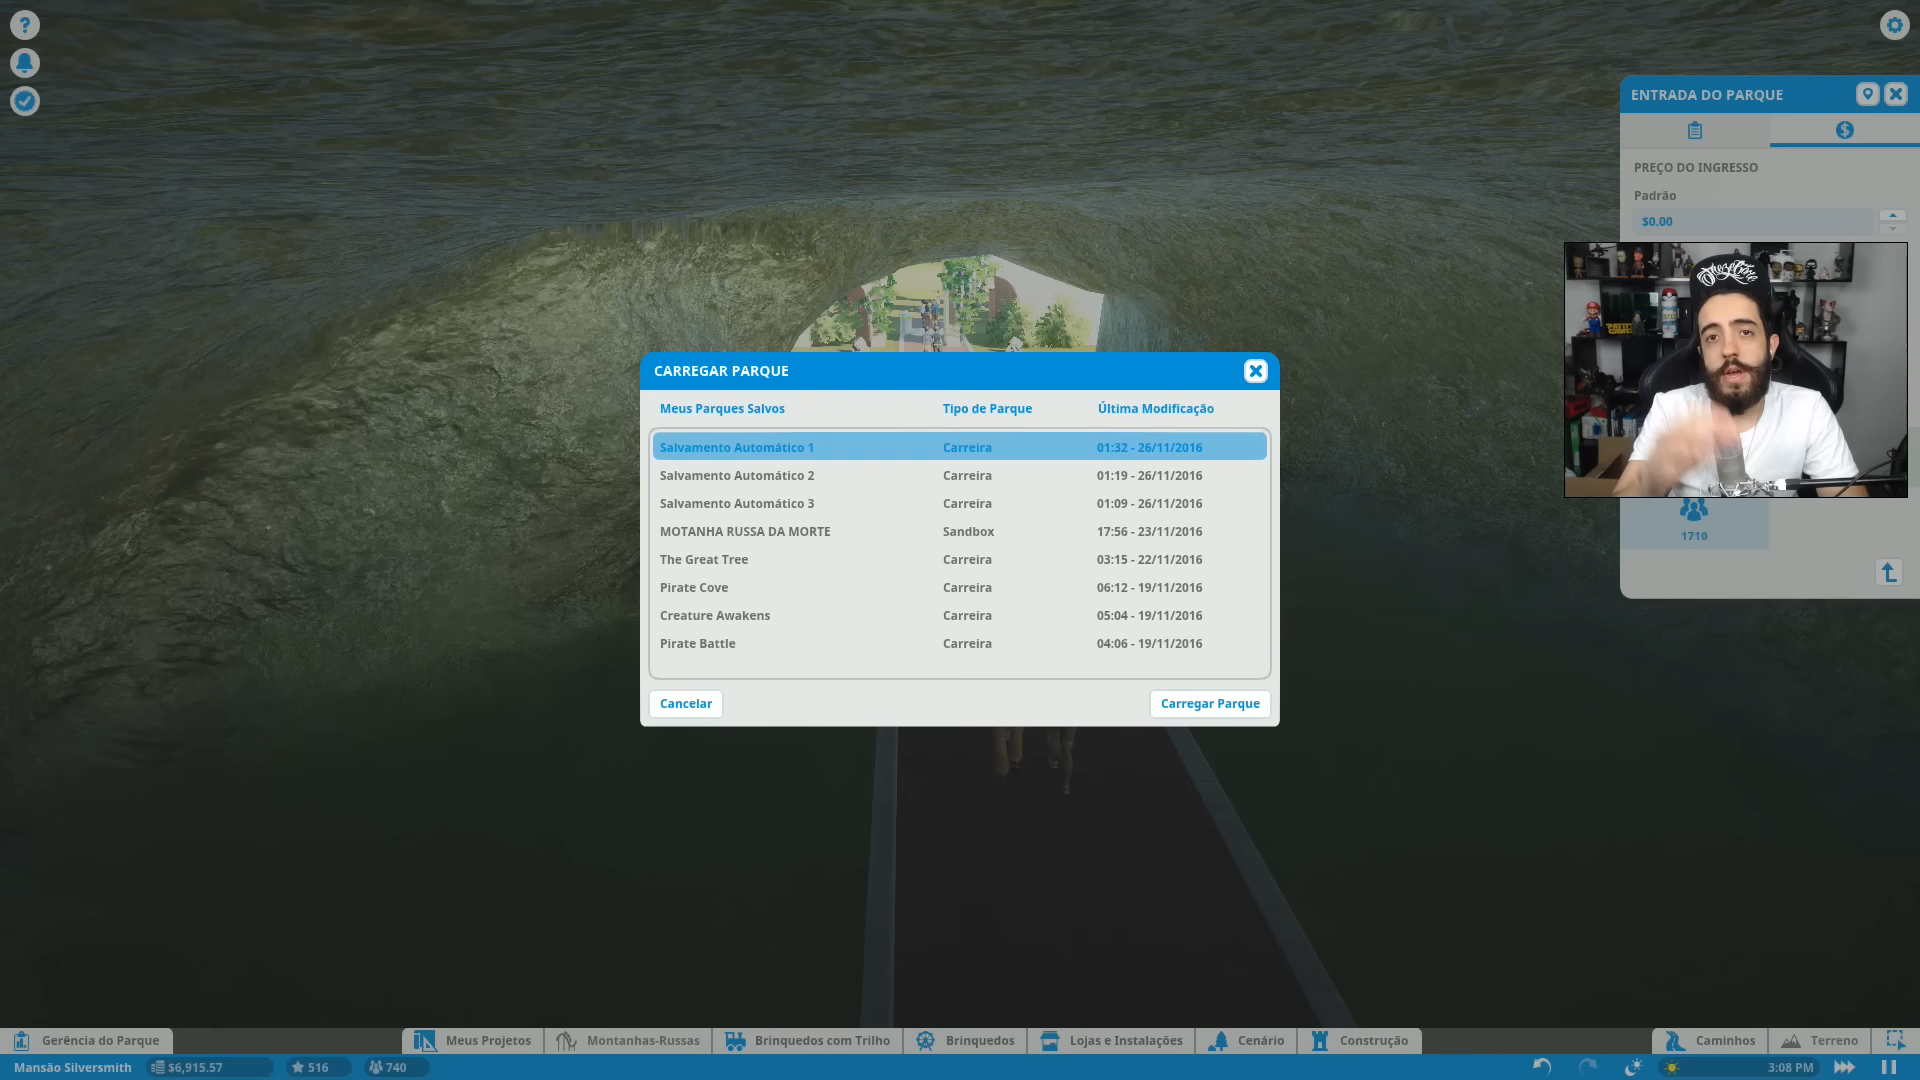 ENTRADA DO PARQUE
PREÇO DO INGRESSO
Padrão
$0.00
1710
CARREGAR PARQUE
Meus Parques Salvos Tipo de Parque Última Modificação
Salvamento Automático 1 Carreira 01:32 - 26/11/2016
Salvamento Automático 2 Carreira 01:19 - 26/11/2016
Salvamento Automático 3 Carreira 01:09 - 26/11/2016
MOTANHA RUSSA DA MORTE Sandbox 17:56 - 23/11/2016
The Great Tree Carreira 03:15 - 22/11/2016
Pirate Cove Carreira 06:12 - 19/11/2016
Creature Awakens Carreira 05:04 - 19/11/2016
Pirate Battle Carreira 04:06 - 19/11/2016
Cancelar Carregar Parque
Gerência do Parque Meus Projetos Montanhas-Russas Brinquedos com Trilho Brinquedos Lojas e Instalações Cenário Construção Caminhos Terreno
Mansão Silversmith $6,915.57 516 740 3:08 PM